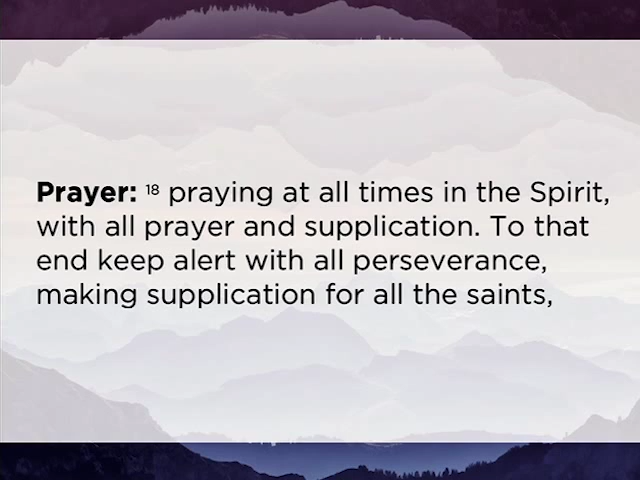 Prayer: 18 praying at all times in the Spirit,
with all prayer and supplication. To that
end keep alert with all perseverance,
making supplication for all the saints,